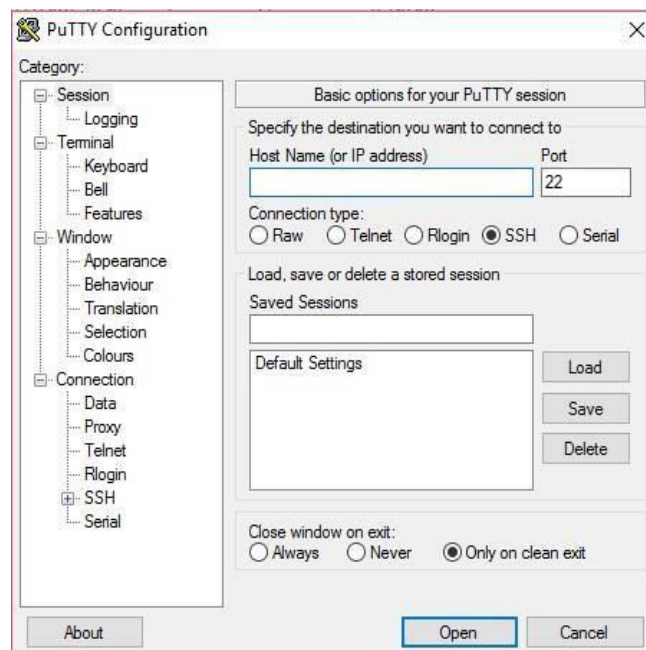 PuTTY Configuration
Category:
Session
Logging
Terminal
Keyboard
Bell
Features
Window
Appearance
Behaviour
Translation
Selection
Colours
Connection
Data
Proxy
Telnet
Rlogin
SSH
Serial
Basic options for your PuTTY session
Specify the destination you want to connect to
Host Name (or IP address) Port
22
Connection type:
Raw Telnet Rlogin SSH Serial
Load, save or delete a stored session
Saved Sessions
Default Settings
Load
Save
Delete
Close window on exit:
Always Never Only on clean exit
About Open Cancel